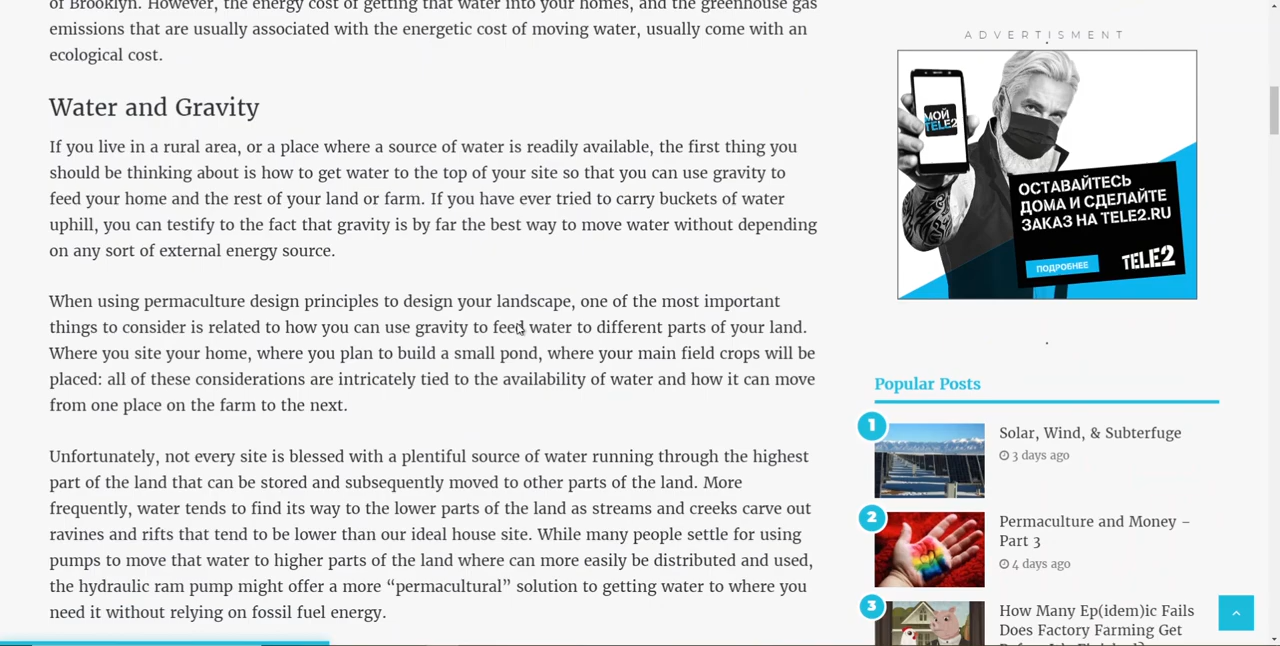 of Brooklyn. However, the energy cost of getting that water into your homes, and the greenhouse gas
emissions that are usually associated with the energetic cost of moving water, usually come with an
ecological cost.
Water and Gravity
If you live in a rural area, or a place where a source of water is readily available, the first thing you
should be thinking about is how to get water to the top of your site so that you can use gravity to
feed your home and the rest of your land or farm. If you have ever tried to carry buckets of water
uphill, you can testify to the fact that gravity is by far the best way to move water without depending
on any sort of external energy source.
When using permaculture design principles to design your landscape, one of the most important
things to consider is related to how you can use gravity to feed water to different parts of your land.
Where you site your home, where you plan to build a small pond, where your main field crops will be
placed: all of these considerations are intricately tied to the availability of water and how it can move
from one place on the farm to the next.
Unfortunately, not every site is blessed with a plentiful source of water running through the highest
part of the land that can be stored and subsequently moved to other parts of the land. More
frequently, water tends to find its way to the lower parts of the land as streams and creeks carve out
ravines and rifts that tend to be lower than our ideal house site. While many people settle for using
pumps to move that water to higher parts of the land where can more easily be distributed and used,
the hydraulic ram pump might offer a more “permacultural” solution to getting water to where you
need it without relying on fossil fuel energy.
ADVERTISMENT
МОЙ
TELE2
ОСТАВАЙТЕСЬ
ДОМА И СДЕЛАЙТЕ
ЗАКАЗ НА TELE2.RU
ПОДРОБНЕЕ
TELE2
Popular Posts
1
Solar, Wind, & Subterfuge
3 days ago
2
Permaculture and Money –
Part 3
4 days ago
3
How Many Ep(idem)ic Fails
Does Factory Farming Get